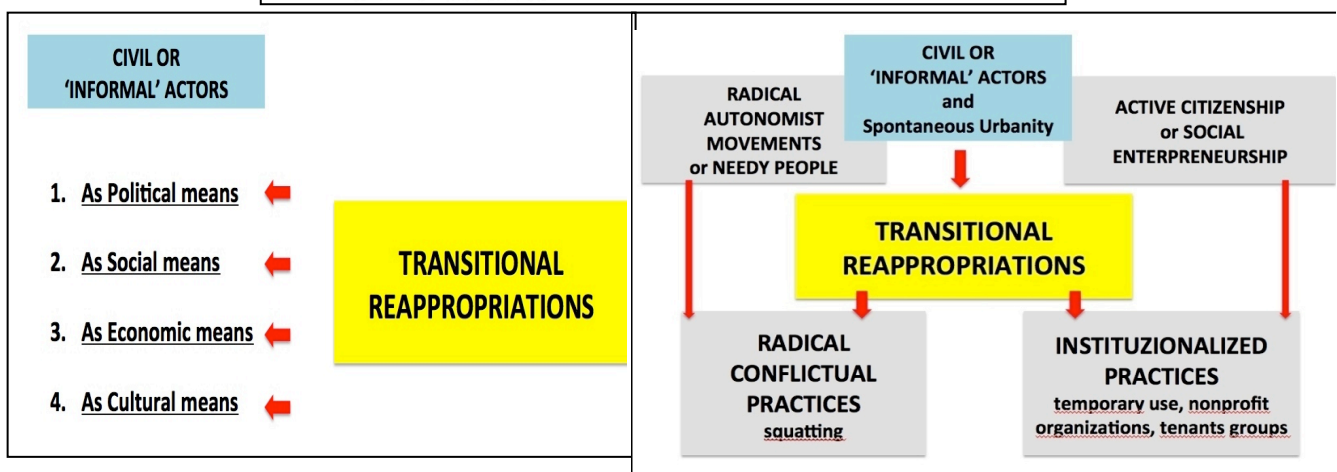 CIVIL OR
‘INFORMAL’ ACTORS
1. As Political means
2. As Social means
3. As Economic means
4. As Cultural means
TRANSITIONAL
REAPPROPRIATIONS
RADICAL
AUTONOMIST
MOVEMENTS
or NEEDY PEOPLE
CIVIL OR
‘INFORMAL’ ACTORS
and
Spontaneous Urbanity
ACTIVE CITIZENSHIP
or SOCIAL
ENTERPRENEURSHIP
TRANSITIONAL
REAPPROPRIATIONS
RADICAL
CONFLICTUAL
PRACTICES
squatting
INSTITUZIONALIZED
PRACTICES
temporary use, nonprofit
organizations, tenants groups